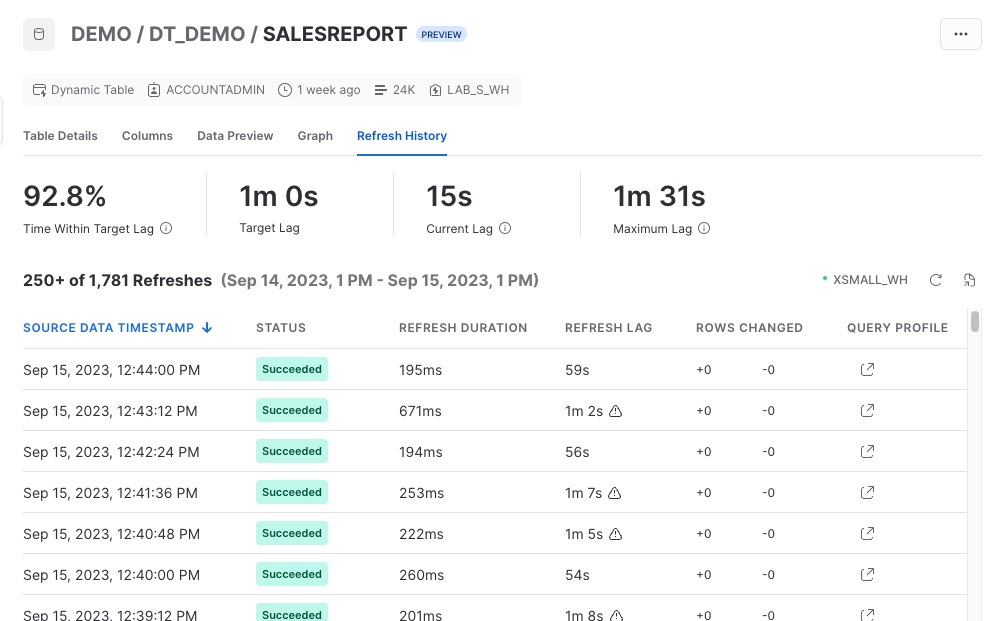 DEMO / DT_DEMO / SALESREPORT PREVIEW
Dynamic Table ACCOUNTADMIN 1 week ago 24K LAB_S_WH
Table Details Columns Data Preview Graph Refresh History
92.8% 1m 0s 15s 1m 31s
Time Within Target Lag Target Lag Current Lag Maximum Lag
250+ of 1,781 Refreshes (Sep 14, 2023, 1 PM - Sep 15, 2023, 1 PM) XSMALL_WH
SOURCE DATA TIMESTAMP STATUS REFRESH DURATION REFRESH LAG ROWS CHANGED QUERY PROFILE
Sep 15, 2023, 12:44:00 PM Succeeded 195ms 59s +0 -0
Sep 15, 2023, 12:43:12 PM Succeeded 671ms 1m 2s +0 -0
Sep 15, 2023, 12:42:24 PM Succeeded 194ms 56s +0 -0
Sep 15, 2023, 12:41:36 PM Succeeded 253ms 1m 7s +0 -0
Sep 15, 2023, 12:40:48 PM Succeeded 222ms 1m 5s +0 -0
Sep 15, 2023, 12:40:00 PM Succeeded 260ms 54s +0 -0
Sep 15, 2023, 12:39:12 PM Succeeded 201ms 1m 8s +0 -0